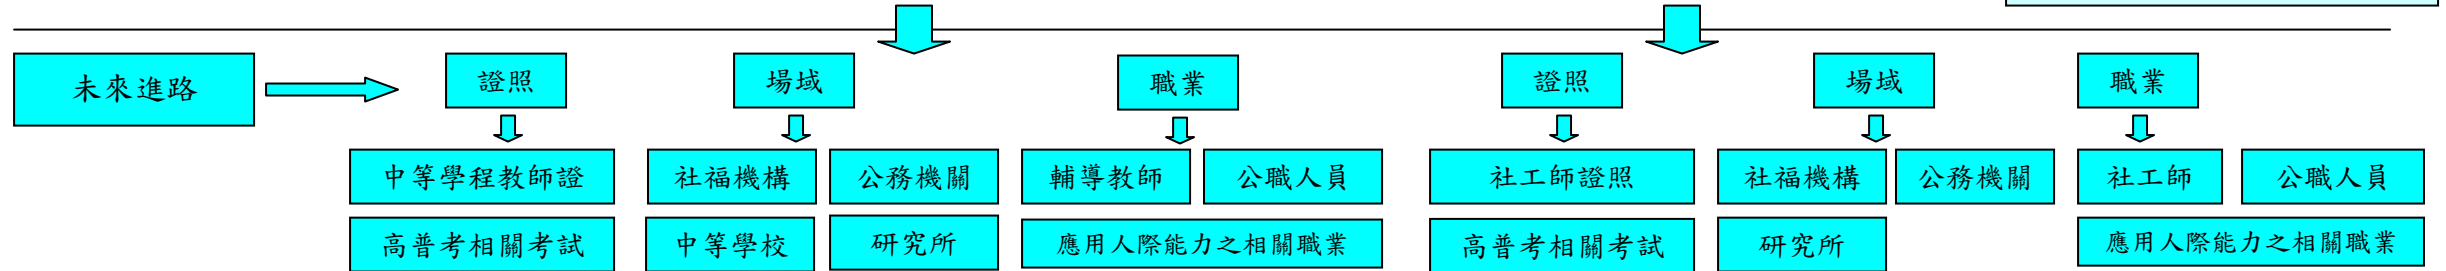 未來進路
證照
場域
職業
證照
場域
職業
中等學程教師證
社福機構
公務機關
輔導教師
公職人員
社工師證照
社福機構
公務機關
社工師
公職人員
高普考相關考試
中等學校
研究所
應用人際能力之相關職業
高普考相關考試
研究所
應用人際能力之相關職業